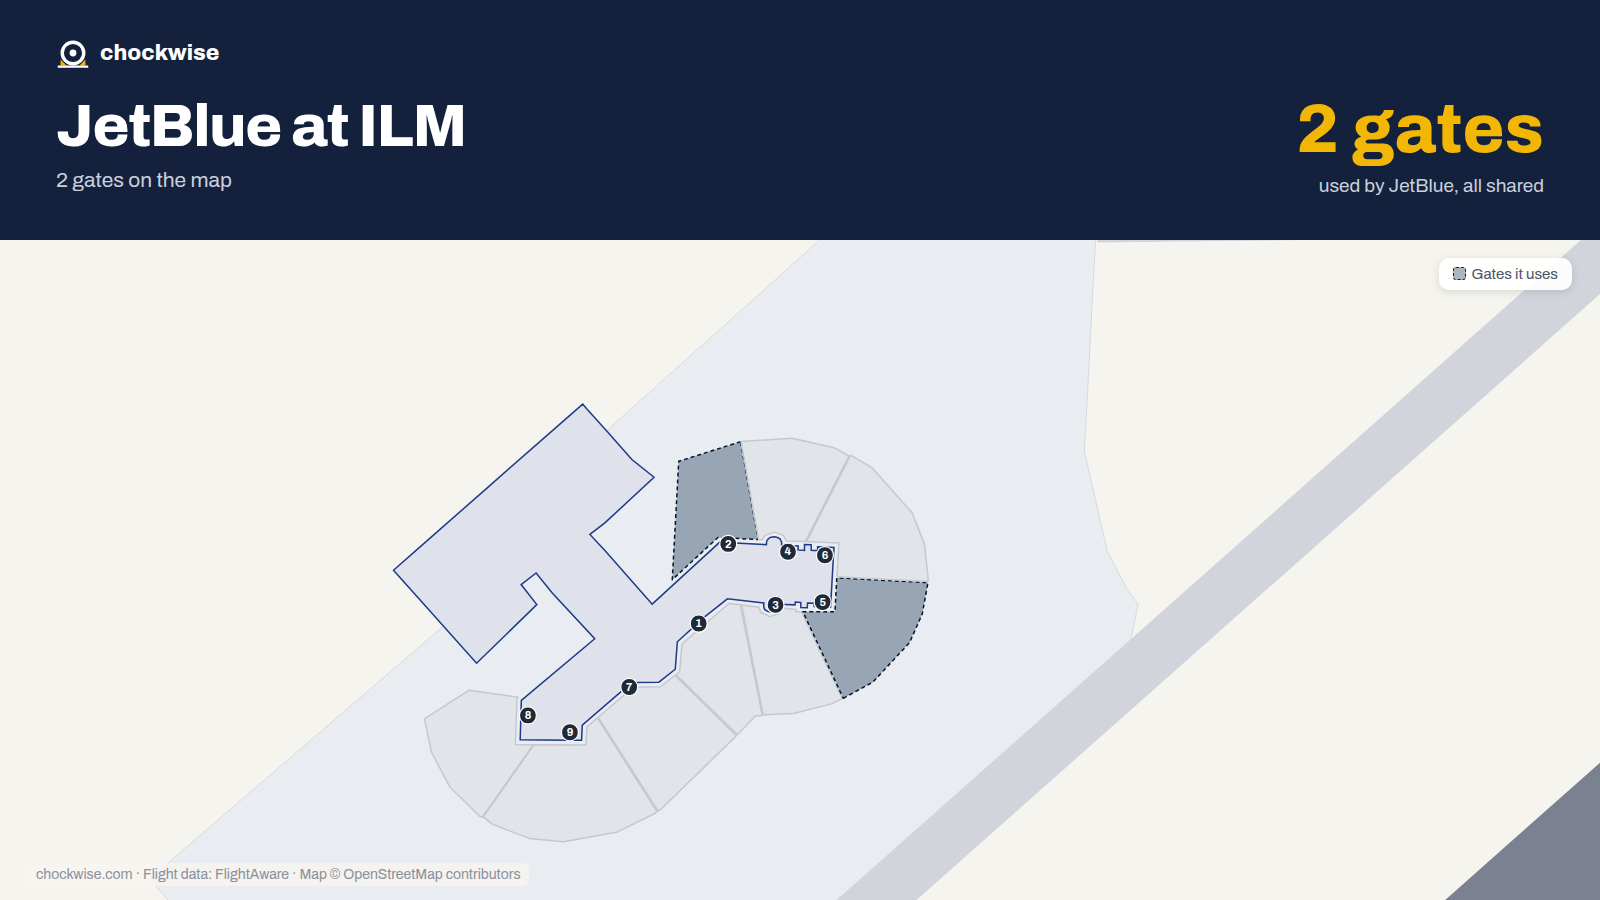 chockwise
JetBlue at ILM
2 gates on the map
2 gates
used by JetBlue, all shared
Gates it uses
2
4
6
1
3
5
7
8
9
chockwise.com · Flight data: FlightAware · Map © OpenStreetMap contributors